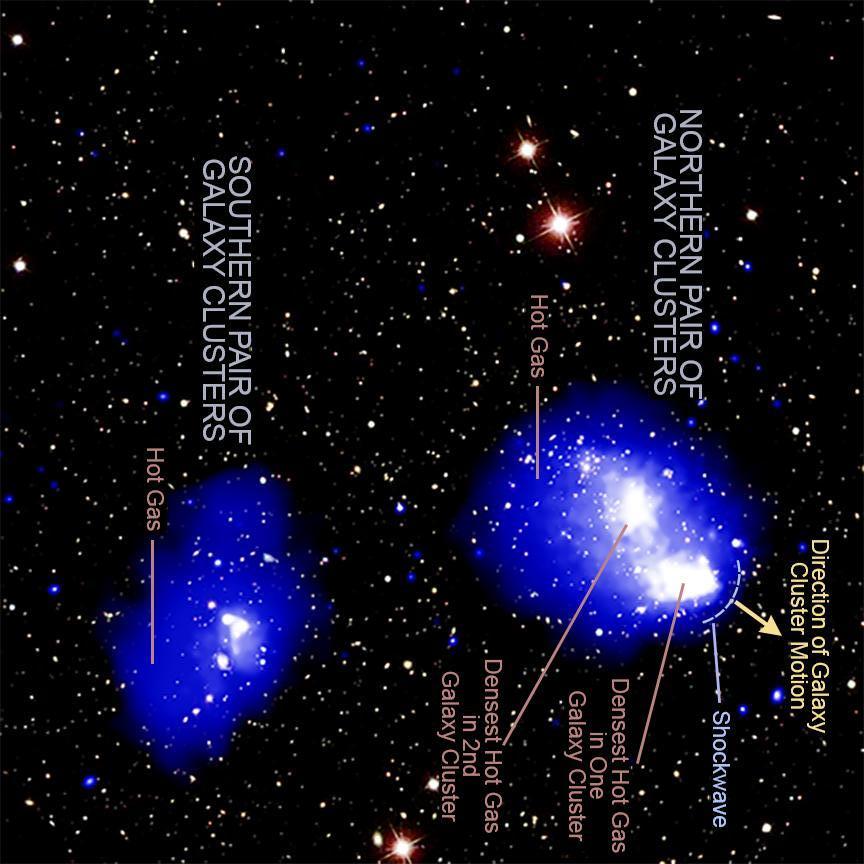 Direction of Galaxy
Cluster Motion
Shockwave
NORTHERN PAIR OF
GALAXY CLUSTERS
Densest Hot Gas
in One
Galaxy Cluster
Hot Gas
Densest Hot Gas
in 2nd
Galaxy Cluster
SOUTHERN PAIR OF
GALAXY CLUSTERS
Hot Gas